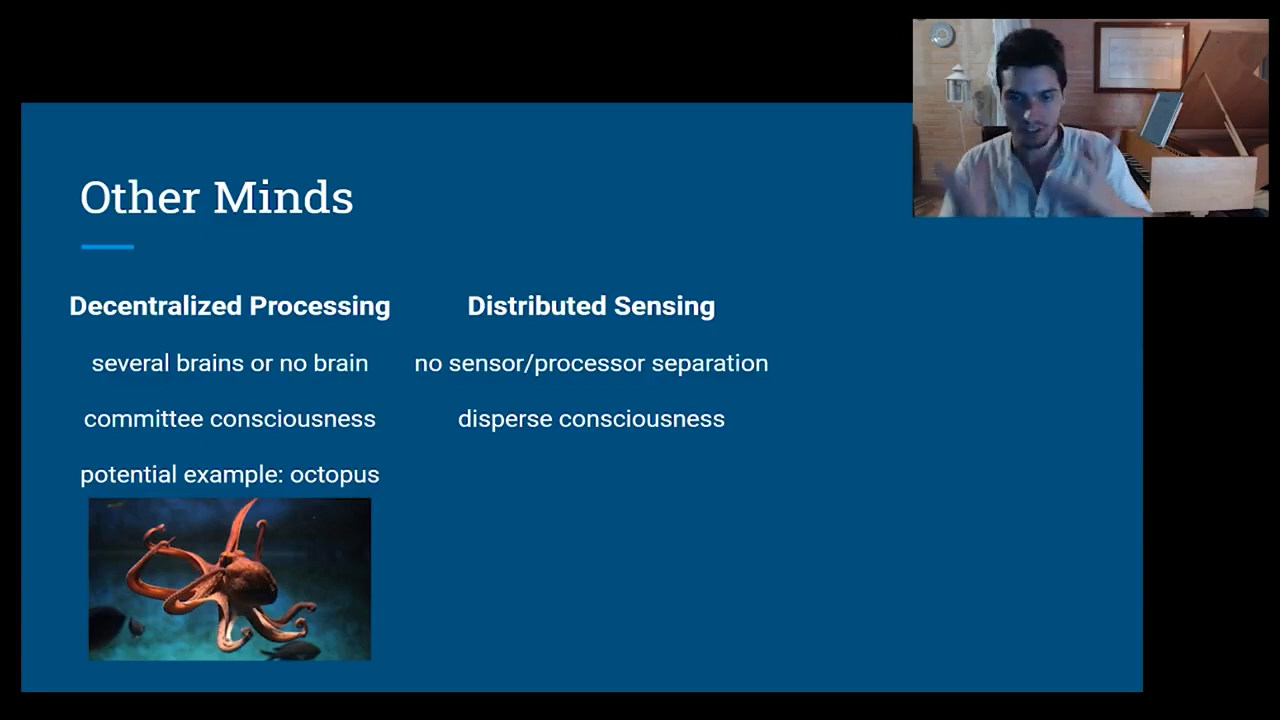 Other Minds
Decentralized Processing
several brains or no brain
committee consciousness
potential example: octopus
Distributed Sensing
no sensor/processor separation
disperse consciousness